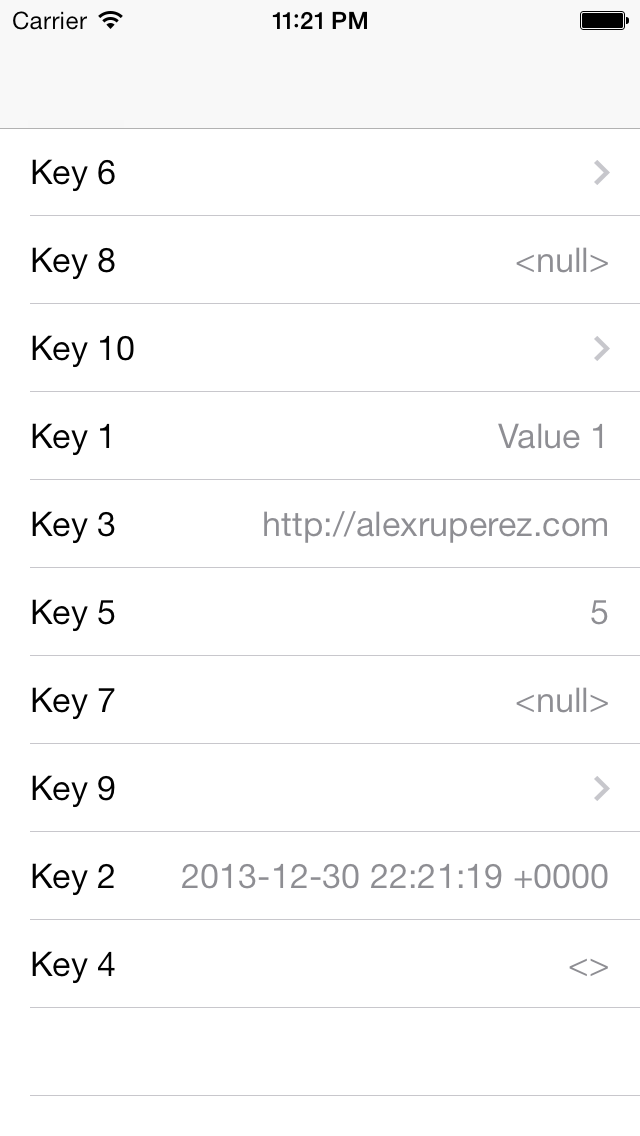 Carrier 11:21 PM
Key 6
Key 8 <null>
Key 10
Key 1 Value 1
Key 3 http://alexruperez.com
Key 5 5
Key 7 <null>
Key 9
Key 2 2013-12-30 22:21:19 +0000
Key 4 <>